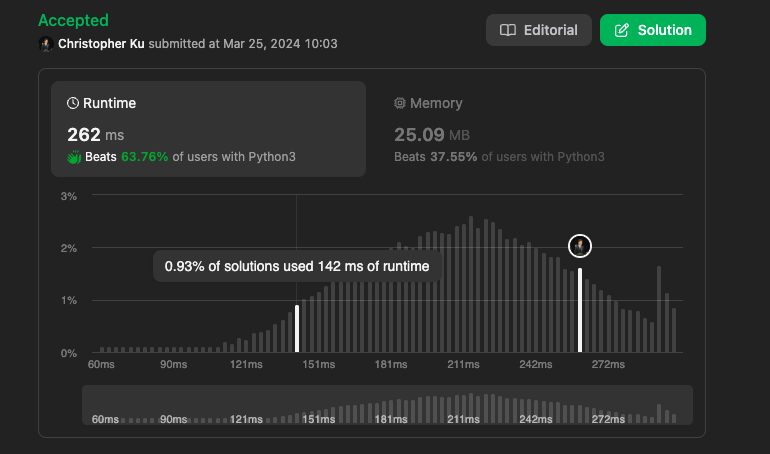 Accepted
Christopher Ku submitted at Mar 25, 2024 10:03
Editorial
Solution
Runtime
262 ms
Beats 63.76% of users with Python3
Memory
25.09 MB
Beats 37.55% of users with Python3
3%
2%
1%
0%
0.93% of solutions used 142 ms of runtime
60ms 90ms 121ms 151ms 181ms 211ms 242ms 272ms
60ms 90ms 121ms 151ms 181ms 211ms 242ms 272ms